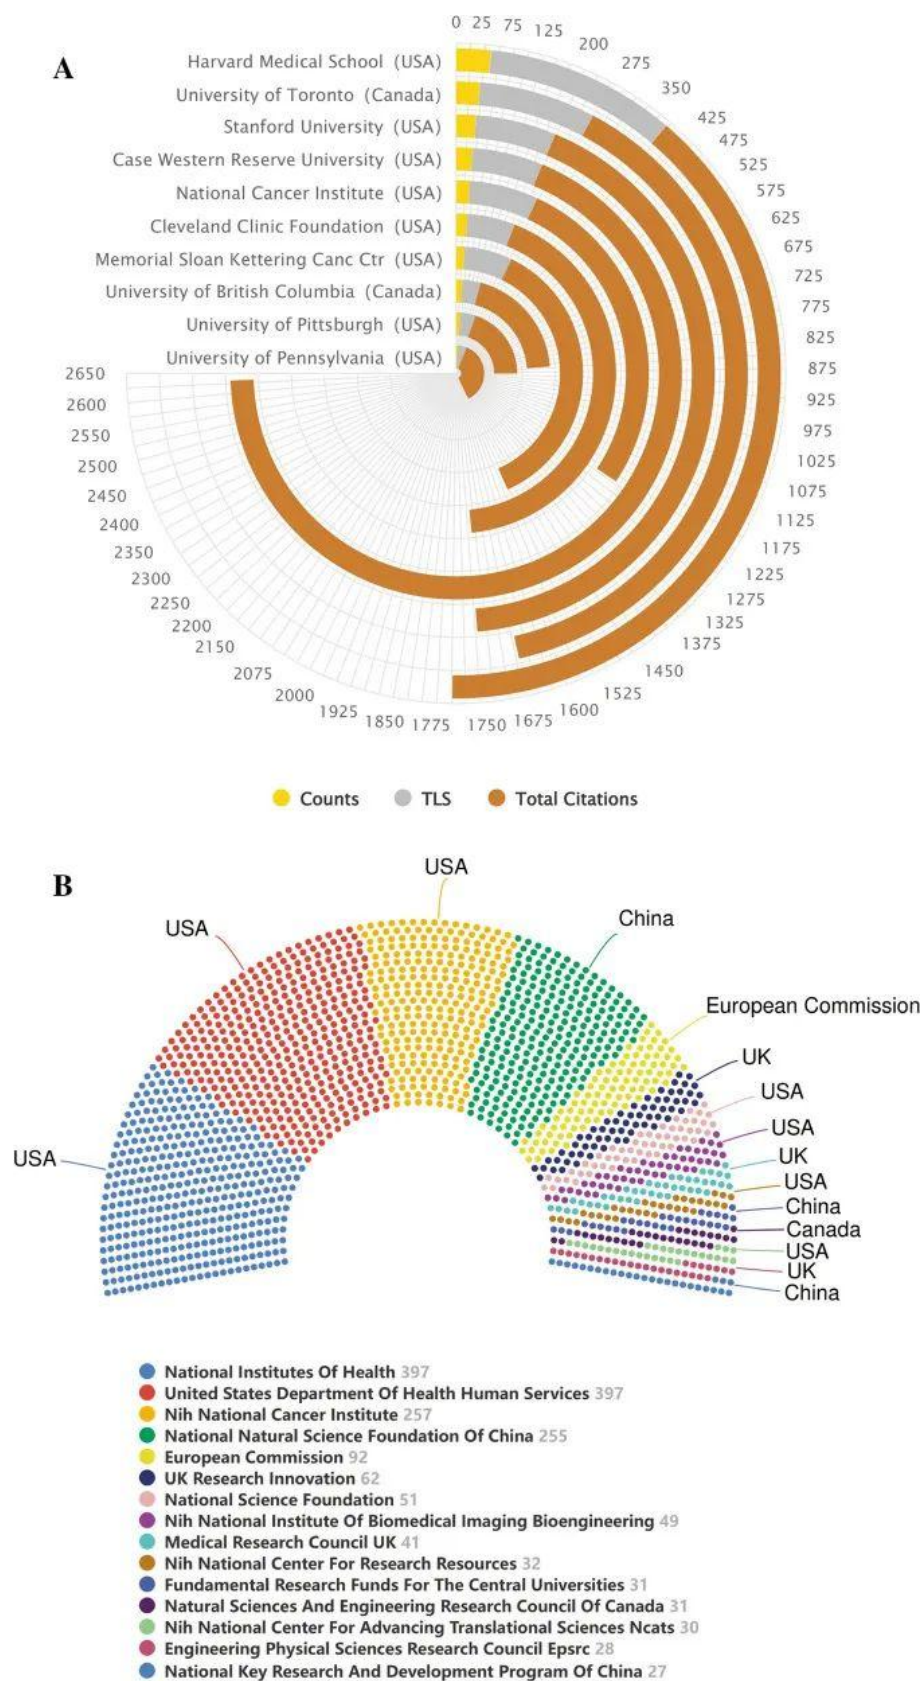 A
0 25 75 125 200 275 350 425 475 525 575 625 675 725 775 825 875 925 975 1025 1075 1125 1175 1225 1275 1325 1375 1450 1525 1600 1675 1750 1775 1850 1925 2000 2075 2150 2200 2250 2300 2350 2400 2450 2500 2550 2600 2650
Harvard Medical School (USA)
University of Toronto (Canada)
Stanford University (USA)
Case Western Reserve University (USA)
National Cancer Institute (USA)
Cleveland Clinic Foundation (USA)
Memorial Sloan Kettering Canc Ctr (USA)
University of British Columbia (Canada)
University of Pittsburgh (USA)
University of Pennsylvania (USA)
Counts TLS Total Citations
B
USA
USA
USA
China
European Commission
UK
USA
USA
UK
USA
China
Canada
USA
UK
China
National Institutes Of Health 397
United States Department Of Health Human Services 397
Nih National Cancer Institute 257
National Natural Science Foundation Of China 255
European Commission 92
UK Research Innovation 62
National Science Foundation 51
Nih National Institute Of Biomedical Imaging Bioengineering 49
Medical Research Council UK 41
Nih National Center For Research Resources 32
Fundamental Research Funds For The Central Universities 31
Natural Sciences And Engineering Research Council Of Canada 31
Nih National Center For Advancing Translational Sciences Ncats 30
Engineering Physical Sciences Research Council Epsrc 28
National Key Research And Development Program Of China 27